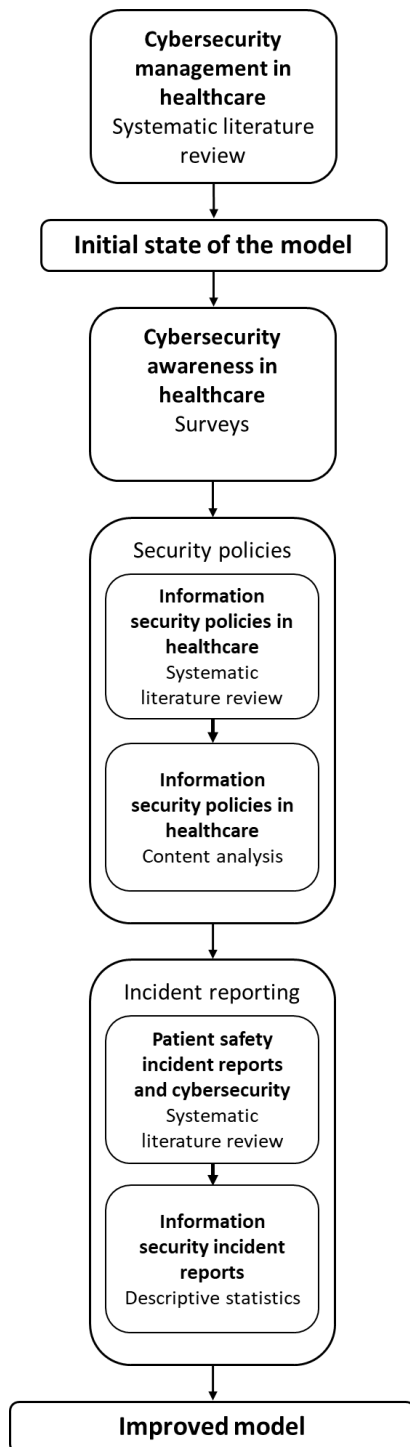 Cybersecurity
management in
healthcare
Systematic literature
review
Initial state of the model
Cybersecurity
awareness in
healthcare
Surveys
Security policies
Information
security policies in
healthcare
Systematic
literature review
Information
security policies in
healthcare
Content analysis
Incident reporting
Patient safety
incident reports
and cybersecurity
Systematic
literature review
Information
security incident
reports
Descriptive statistics
Improved model